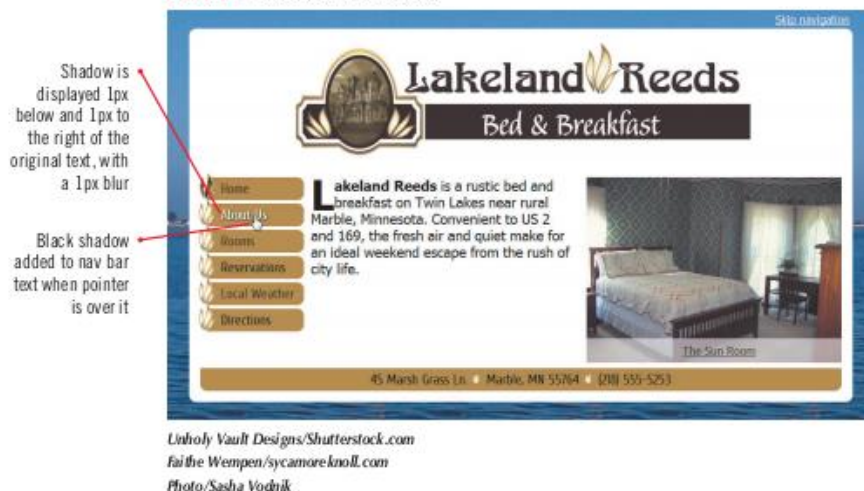 Skip navigation
Shadow is
displayed 1px
below and 1px to
the right of the
original text, with
a 1px blur
Black shadow
added to nav bar
text when pointer
is over it
Lakeland Reeds
Bed & Breakfast
Home
About Us
Rooms
Reservations
Local Weather
Directions
Lakeland Reeds is a rustic bed and
breakfast on Twin Lakes near rural
Marble, Minnesota. Convenient to US 2
and 169, the fresh air and quiet make for
an ideal weekend escape from the rush of
city life.
The Sun Room
45 Marsh Grass Ln. Marble, MN 55764 (218) 555-5253
Unholy Vault Designs/Shutterstock.com
Faithe Wempen/sycamoreknoll.com
Photo/Sasha Vodnik